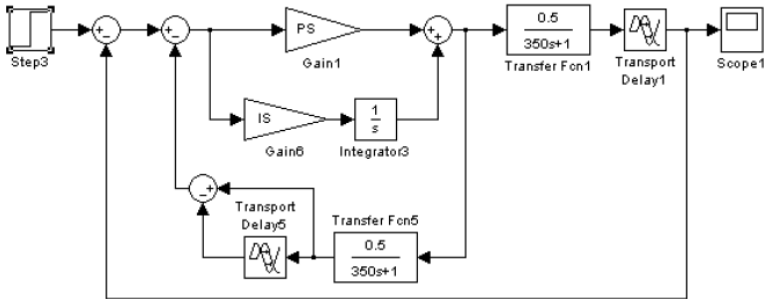 Step3
PS
Gain1
IS
Gain6
1
s
Integrator3
0.5
350s+1
Transfer Fcn1
Transport
Delay1
Scope1
Transport
Delay5
Transfer Fcn5
0.5
350s+1